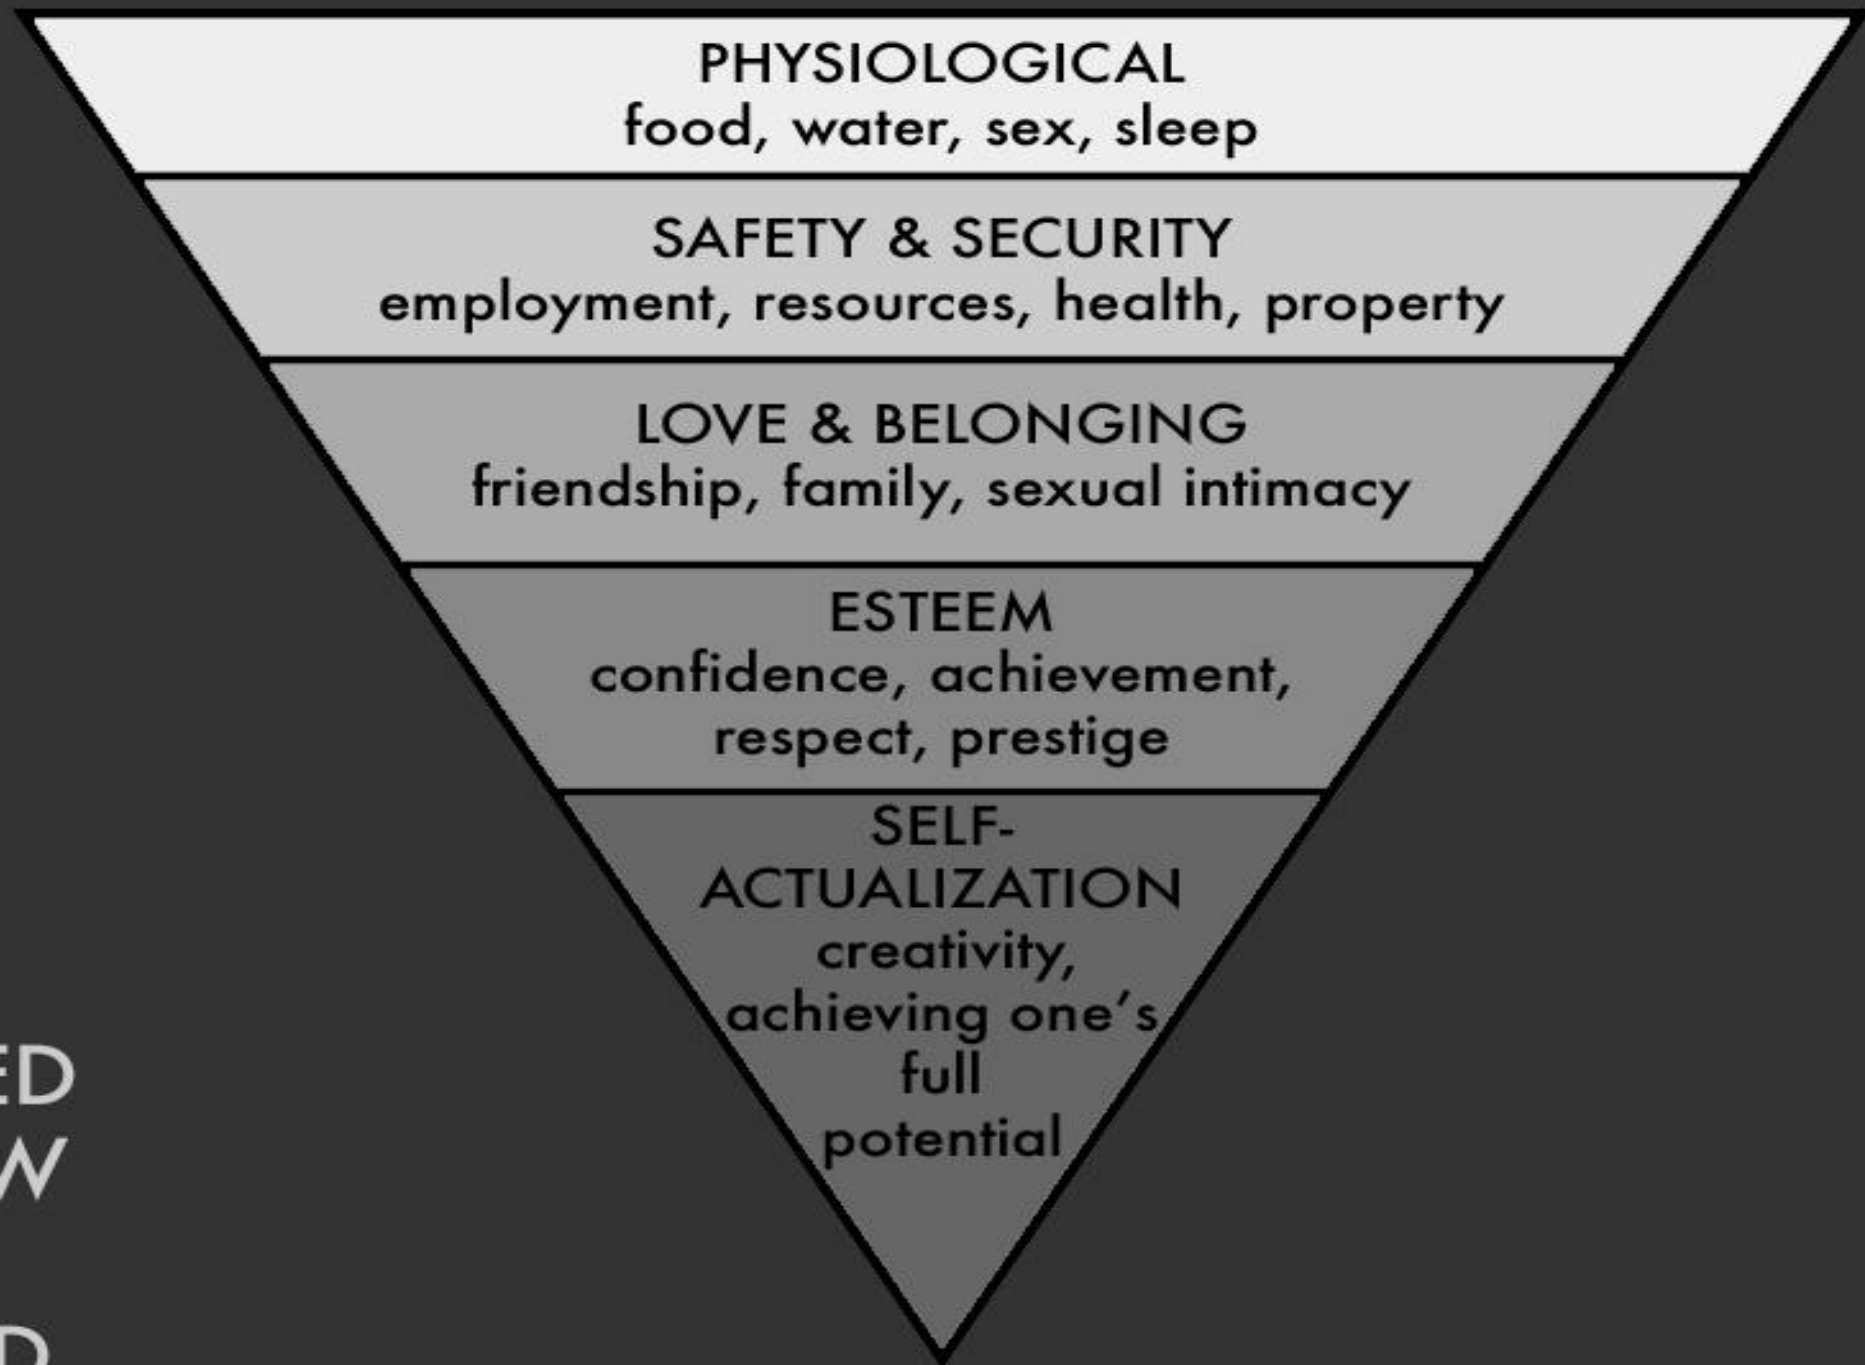 PHYSIOLOGICAL
food, water, sex, sleep
SAFETY & SECURITY
employment, resources, health, property
LOVE & BELONGING
friendship, family, sexual intimacy
ESTEEM
confidence, achievement,
respect, prestige
SELF-
ACTUALIZATION
creativity,
achieving one’s
full
potential